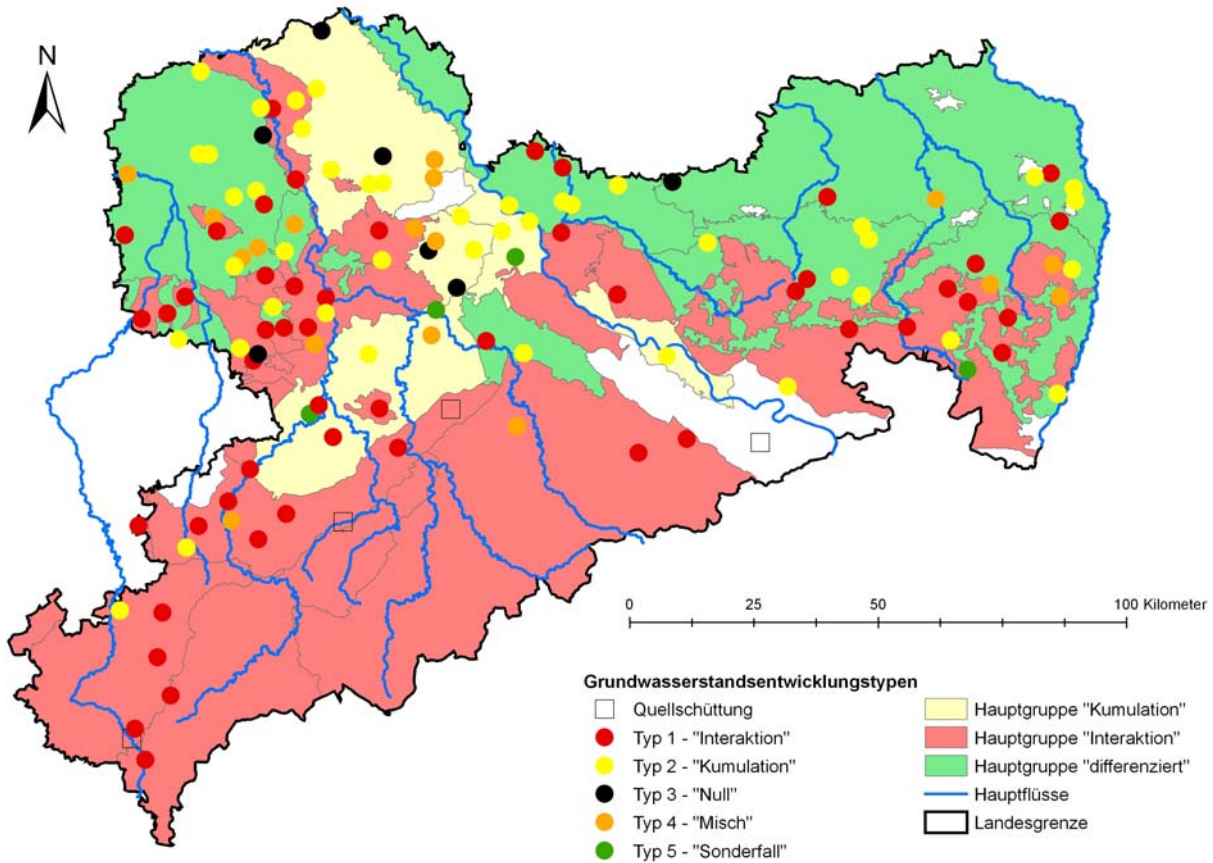 N
0 25 50 100 Kilometer
Grundwasserstandsentwicklungstypen
Quellschüttung
Typ 1 - "Interaktion"
Typ 2 - "Kumulation"
Typ 3 - "Null"
Typ 4 - "Misch"
Typ 5 - "Sonderfall"
Hauptgruppe "Kumulation"
Hauptgruppe "Interaktion"
Hauptgruppe "differenziert"
Hauptflüsse
Landesgrenze